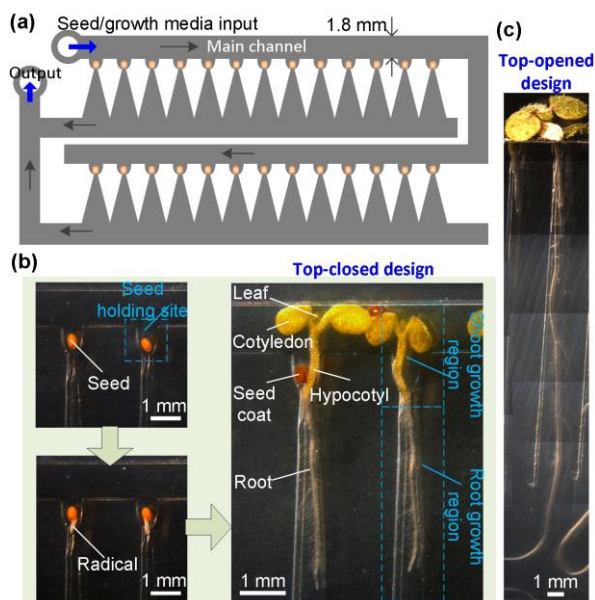 (a)
Seed/growth media input
1.8 mm
Main channel
Output
(b)
Top-closed design
Seed
holding site
Seed
1 mm
Radical
1 mm
Leaf
Cotyledon
Seed
coat
Hypocotyl
Root
Shoot growth
region
Root growth
region
1 mm
(c)
Top-opened
design
1 mm